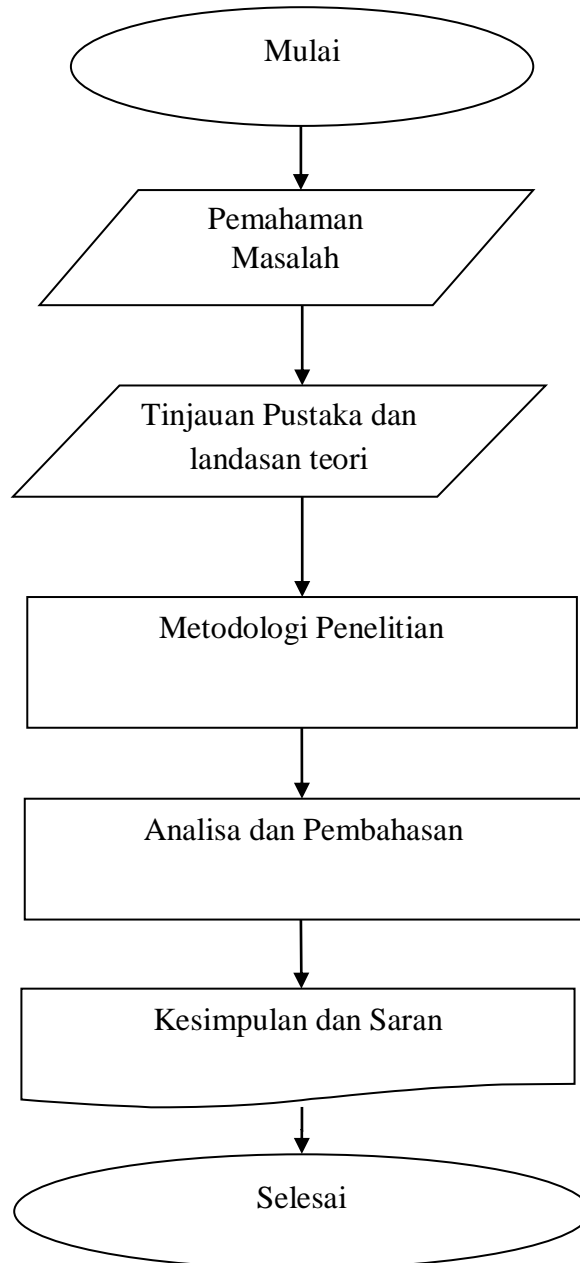 Mulai
Pemahaman
Masalah
Tinjauan Pustaka dan
landasan teori
Metodologi Penelitian
Analisa dan Pembahasan
Kesimpulan dan Saran
Selesai